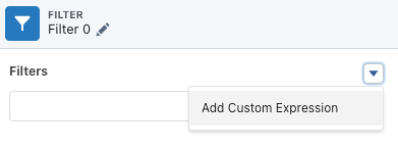 FILTER
Filter 0
Filters
Add Custom Expression